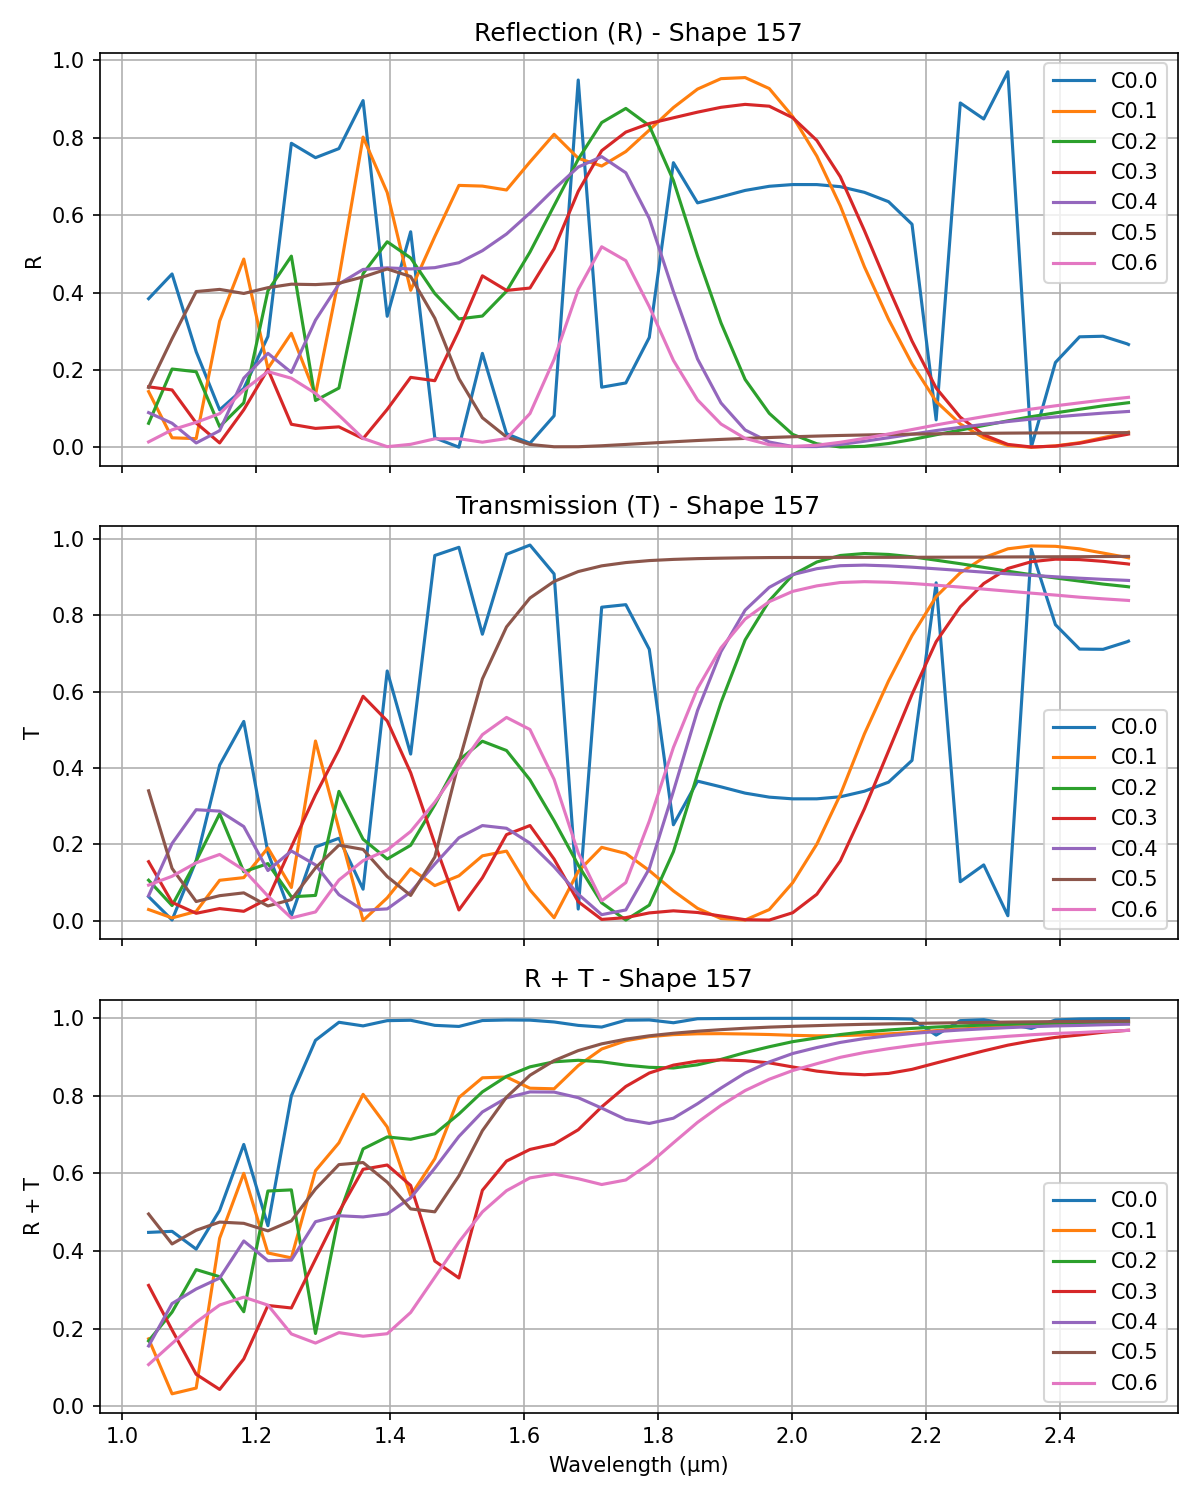 Reflection (R) - Shape 157
1.0
0.8
0.6
0.4
0.2
0.0
R
C0.0
C0.1
C0.2
C0.3
C0.4
C0.5
C0.6
Transmission (T) - Shape 157
1.0
0.8
0.6
0.4
0.2
0.0
T
C0.0
C0.1
C0.2
C0.3
C0.4
C0.5
C0.6
R + T - Shape 157
1.0
0.8
0.6
0.4
0.2
0.0
R + T
C0.0
C0.1
C0.2
C0.3
C0.4
C0.5
C0.6
1.0 1.2 1.4 1.6 1.8 2.0 2.2 2.4
Wavelength (µm)